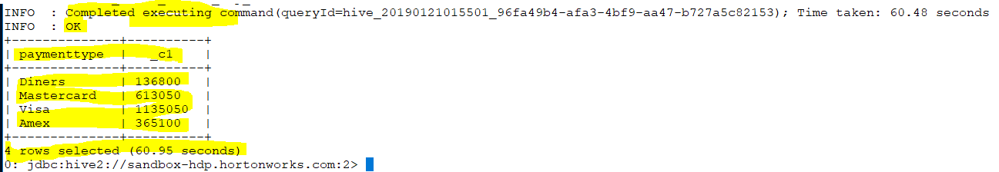 INFO  : Completed executing command(queryId=hive_20190121015501_96fa49b4-afa3-4bf9-aa47-b727a5c82153); Time taken: 60.48 seconds
INFO  : OK
+--------------+----------+
| paymenttype  |   _c1    |
+--------------+----------+
| Diners       | 136800   |
| Mastercard   | 613050   |
| Visa         | 1135050  |
| Amex         | 365100   |
+--------------+----------+
4 rows selected (60.95 seconds)
0: jdbc:hive2://sandbox-hdp.hortonworks.com:2>